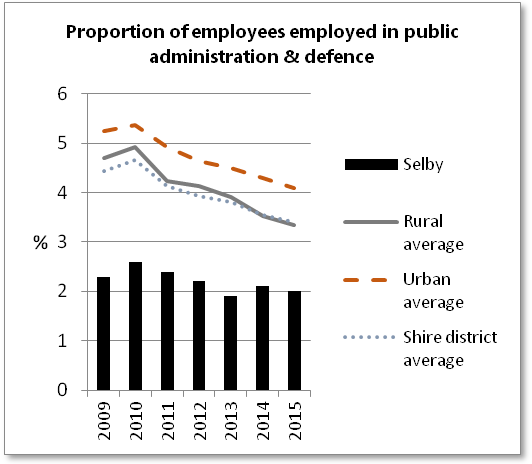 Proportion of employees employed in public
administration & defence
6
5
4
3
2
1
0
%
2009
2010
2011
2012
2013
2014
2015
Selby
Rural
average
Urban
average
Shire district
average